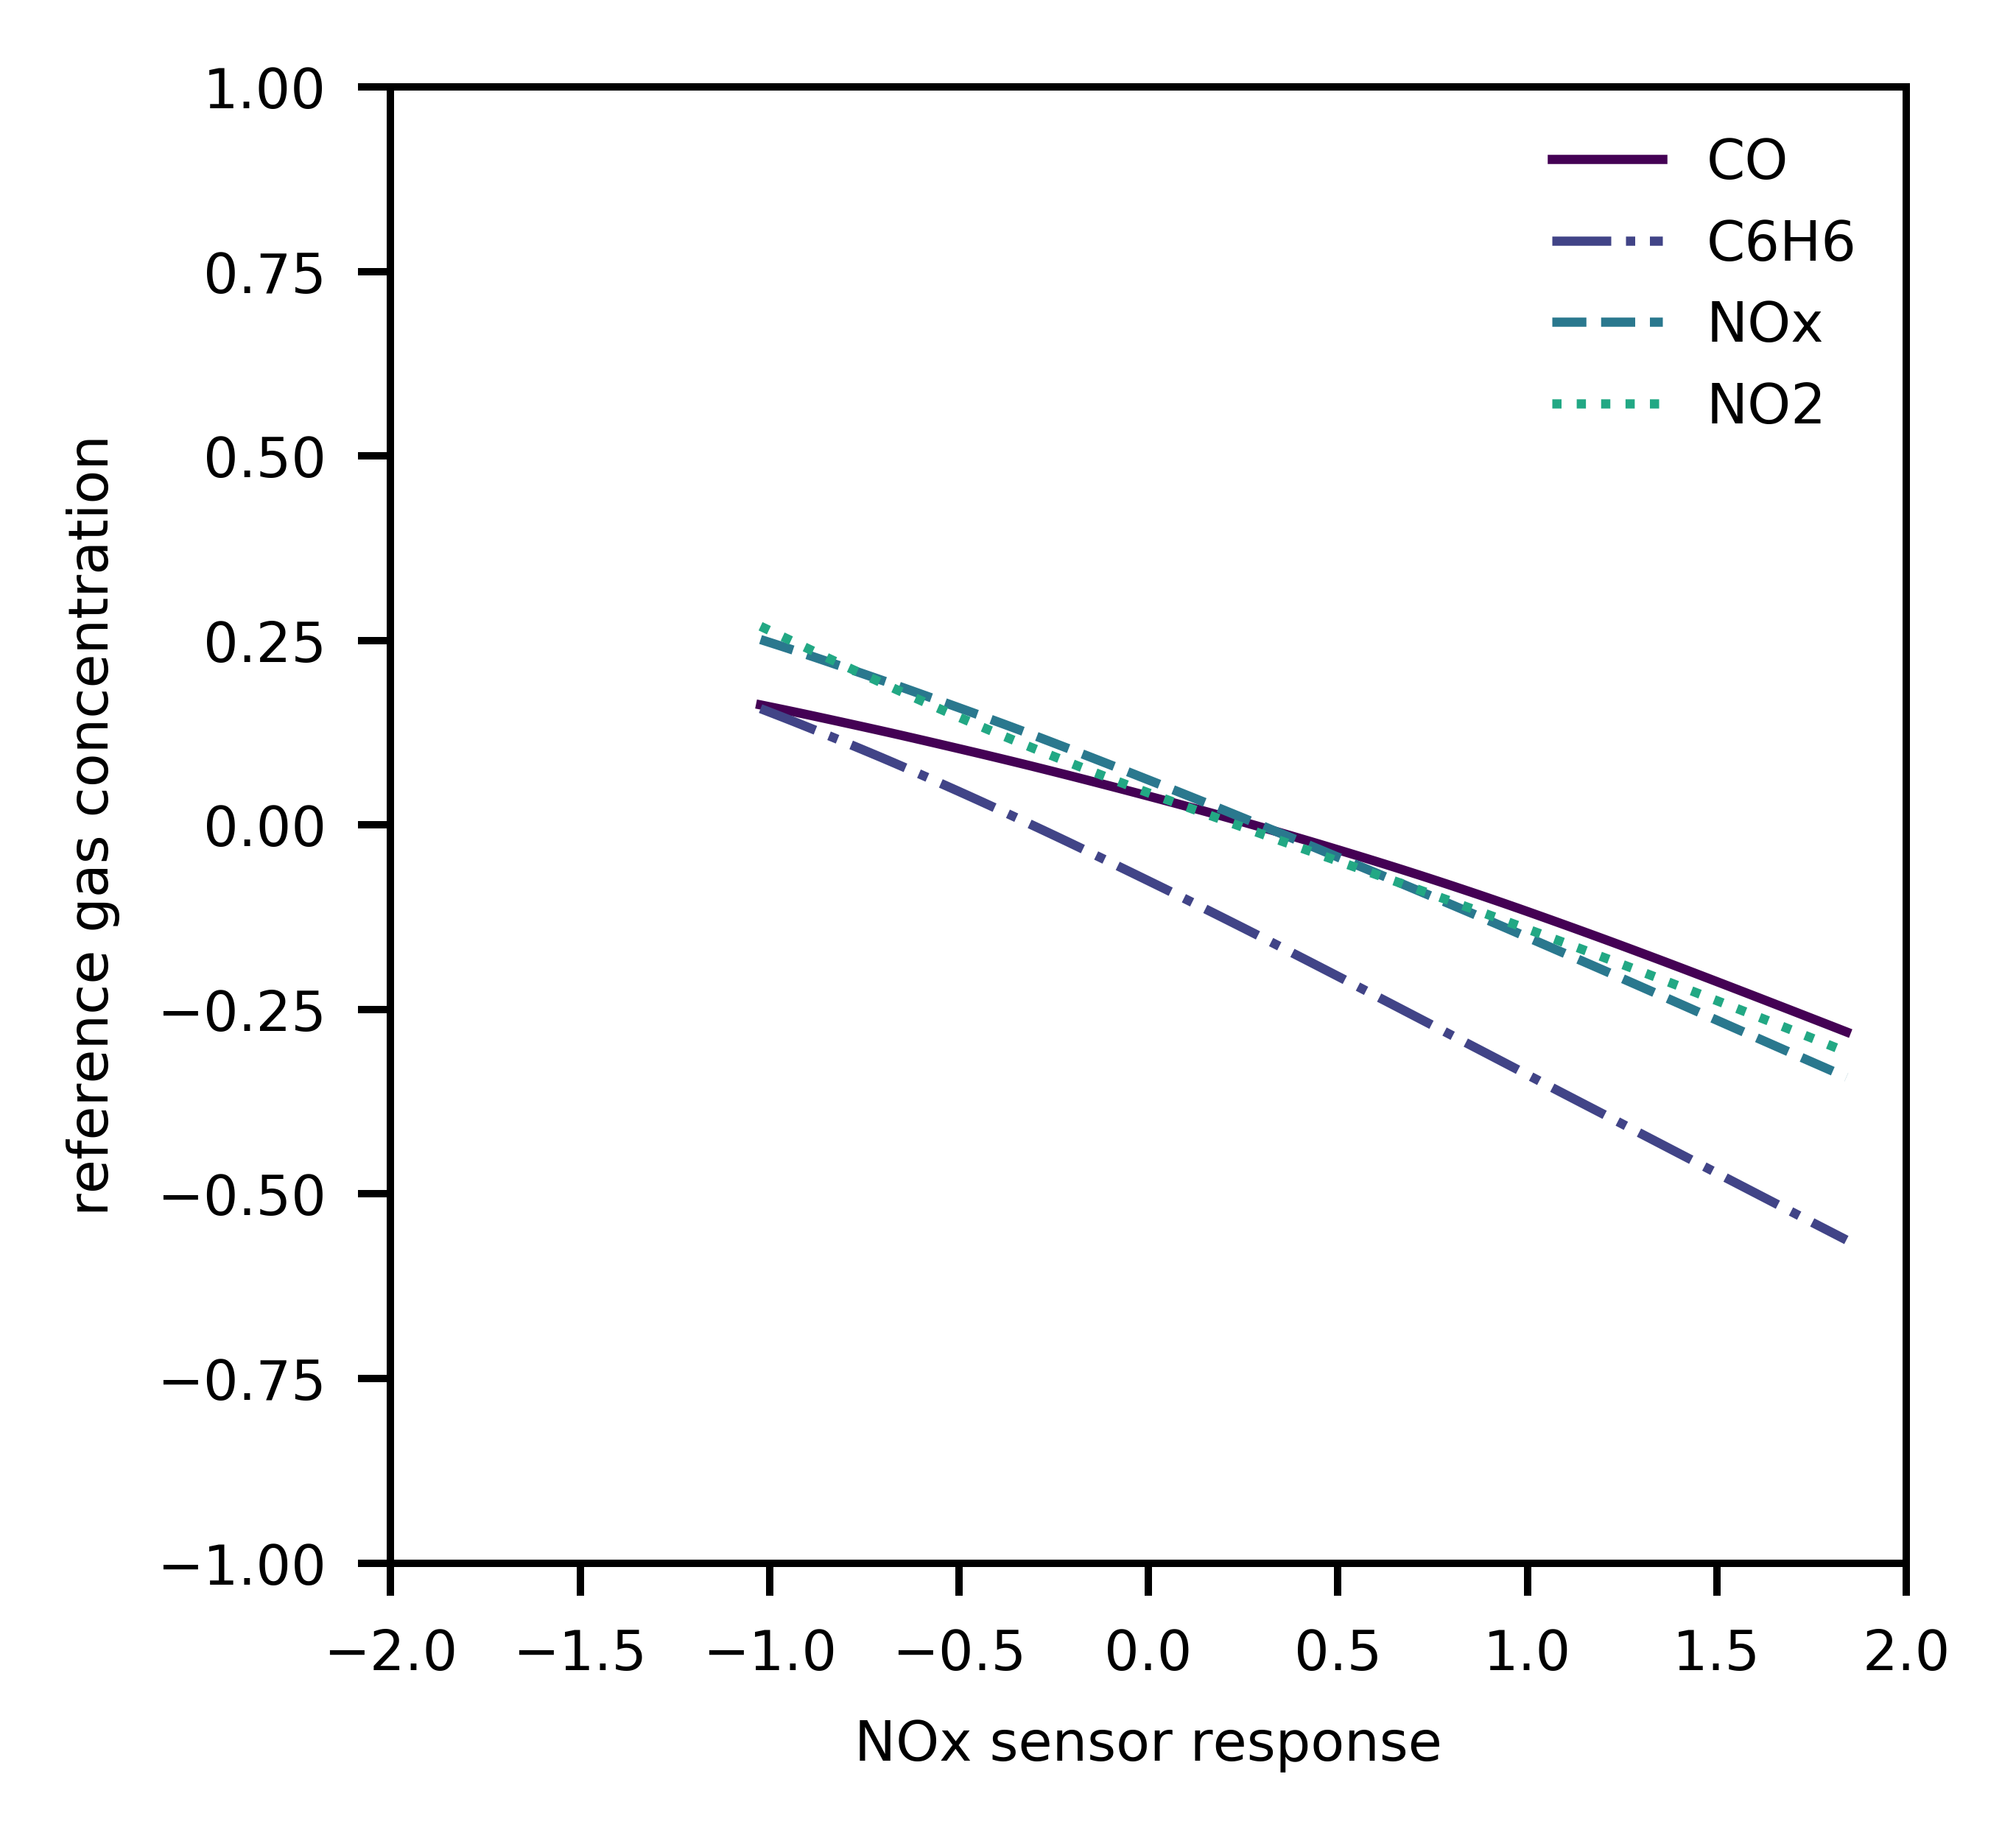 1.00
0.75
0.50
0.25
0.00
−0.25
−0.50
−0.75
−1.00
reference gas concentration
CO
C6H6
NOx
NO2
−2.0 −1.5 −1.0 −0.5 0.0 0.5 1.0 1.5 2.0
NOx sensor response